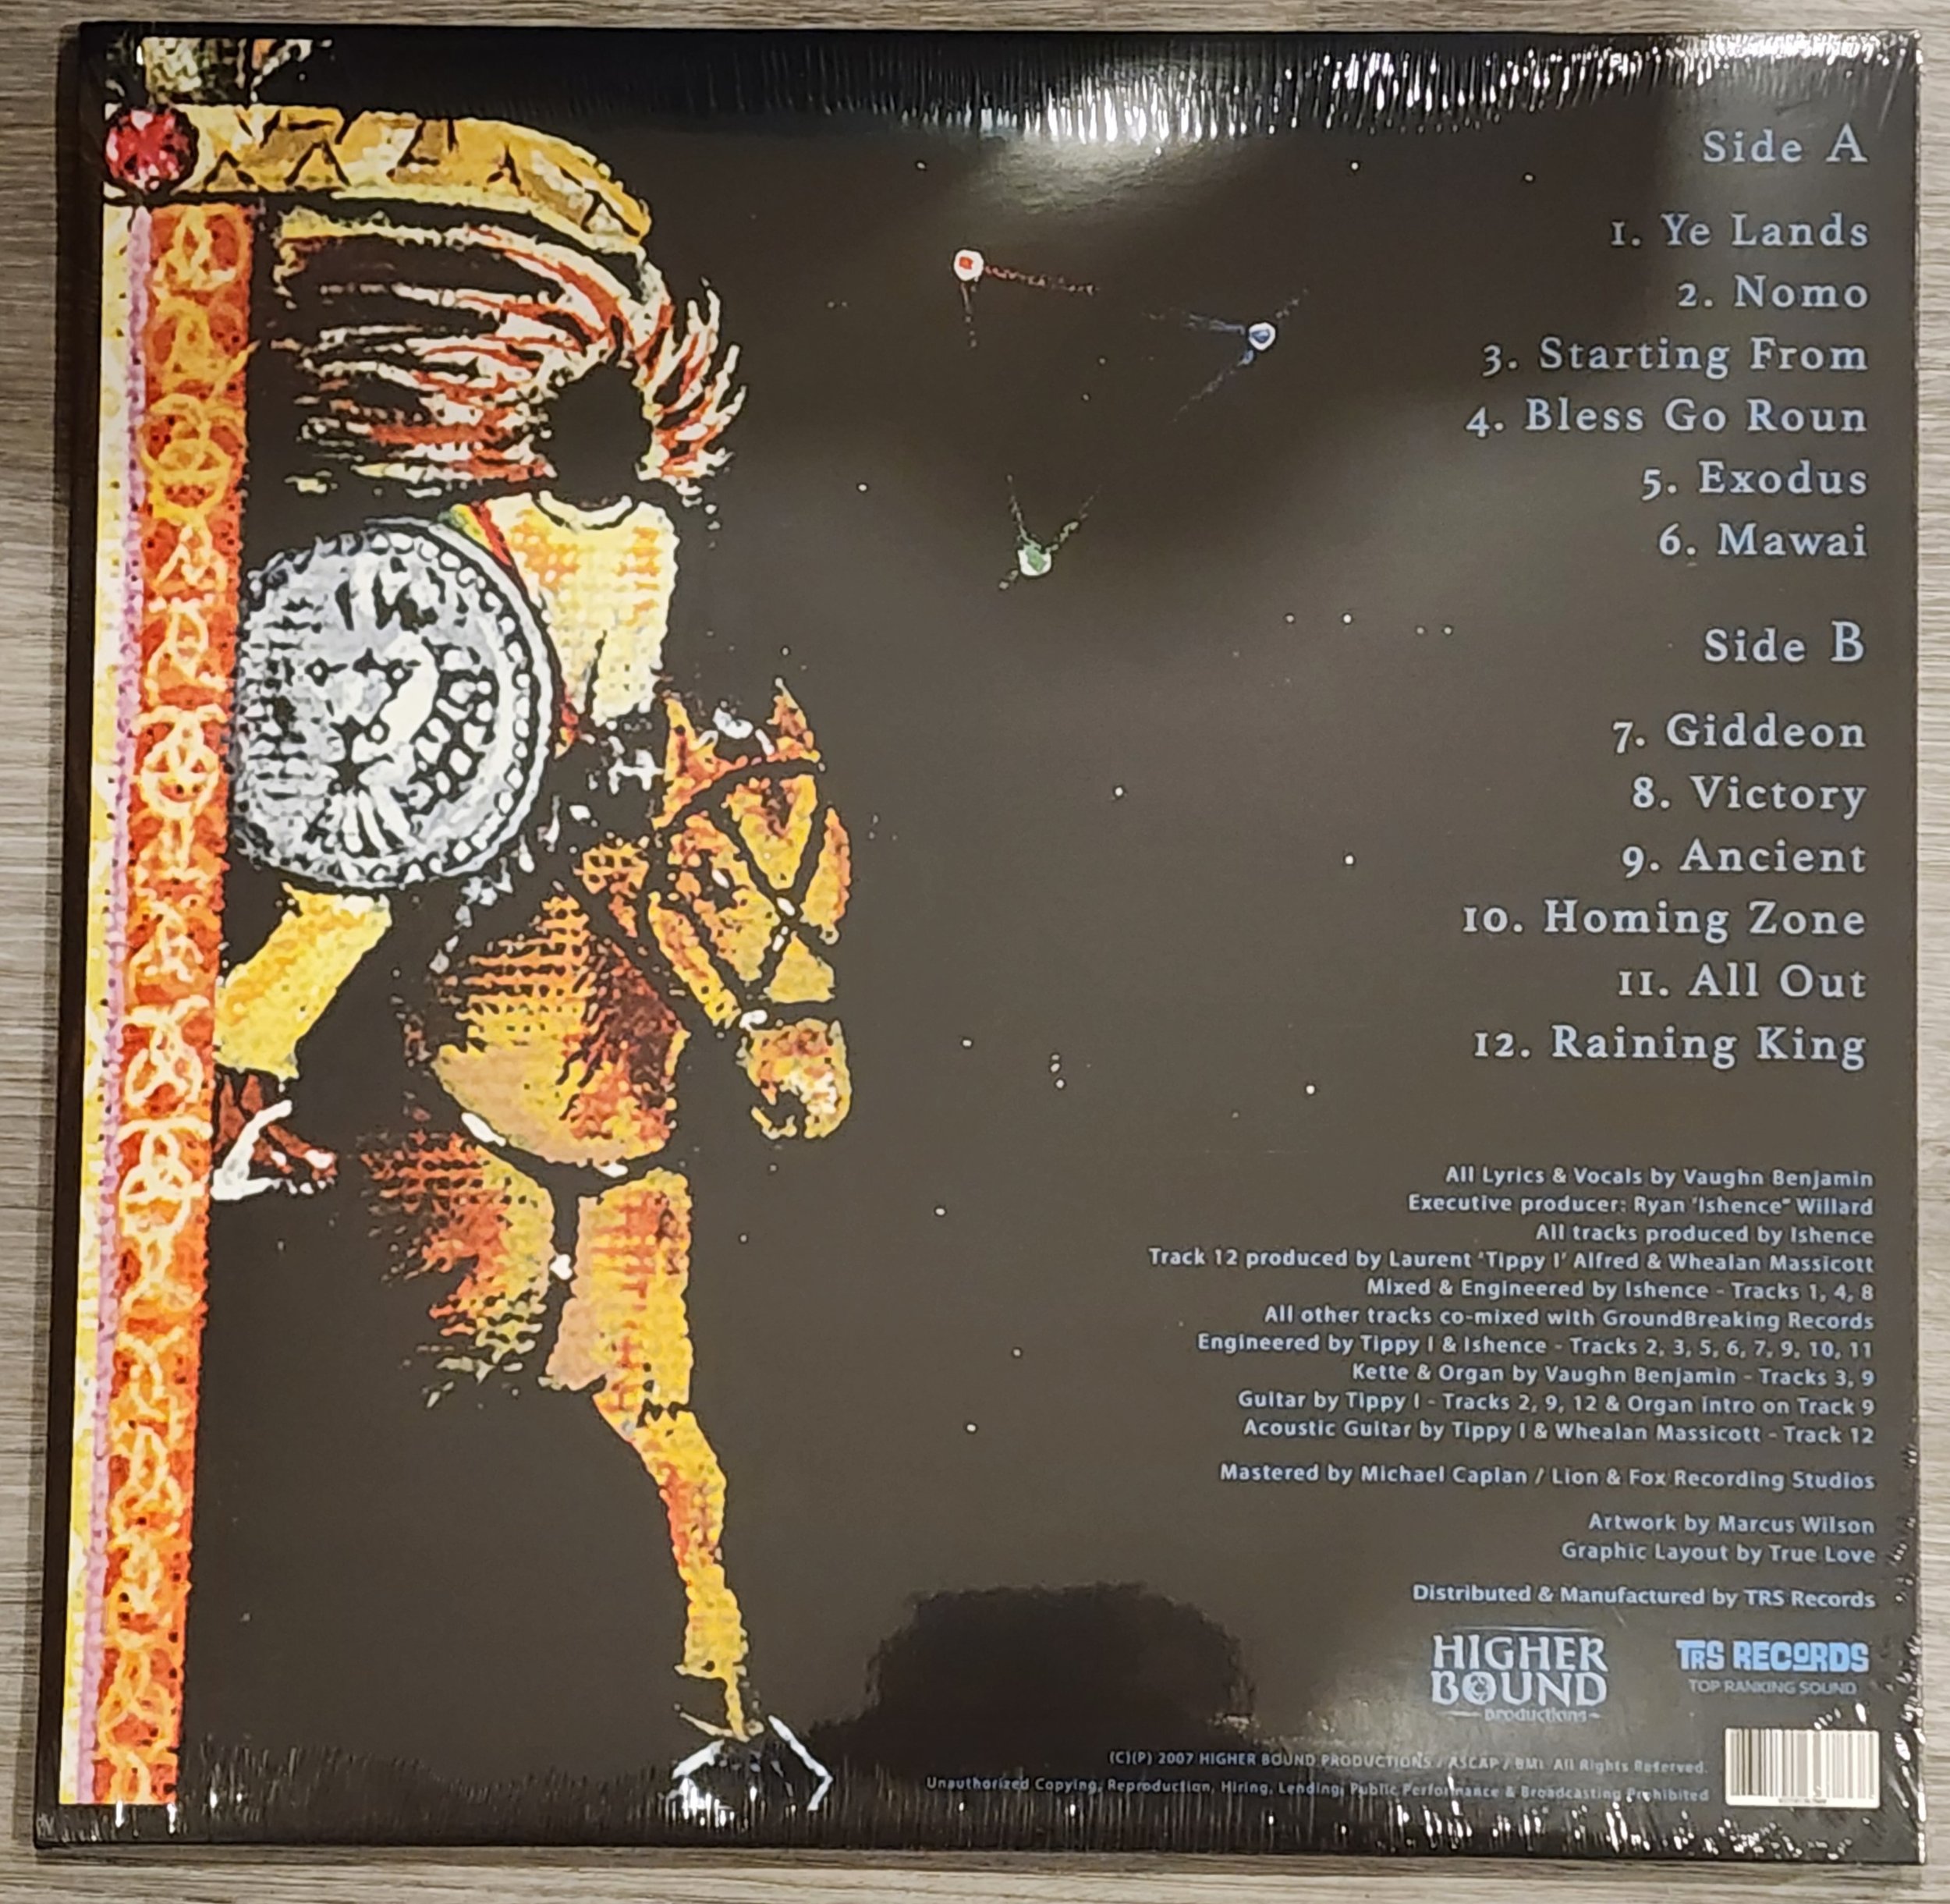 Side A
1. Ye Lands
2. Nomo
3. Starting From
4. Bless Go Roun
5. Exodus
6. Mawai
Side B
7. Giddeon
8. Victory
9. Ancient
10. Homing Zone
11. All Out
12. Raining King
All Lyrics & Vocals by Vaughn Benjamin
Executive producer: Ryan 'Ishence" Willard
All tracks produced by Ishence
Track 12 produced by Laurent 'Tippy I' Alfred & Whealan Massicott
Mixed & Engineered by Ishence - Tracks 1, 4, 8
All other tracks co-mixed with GroundBreaking Records
Engineered by Tippy I & Ishence - Tracks 2, 3, 5, 6, 7, 9, 10, 11
Kette & Organ by Vaughn Benjamin - Tracks 3, 9
Guitar by Tippy I - Tracks 2, 9, 12 & Organ intro on Track 9
Acoustic Guitar by Tippy I & Whealan Massicott - Track 12
Mastered by Michael Caplan / Lion & Fox Recording Studios
Artwork by Marcus Wilson
Graphic Layout by True Love
Distributed & Manufactured by TRS Records
HIGHER
BOUND
Productions
TRS RECORDS
TOP RANKING SOUND
(C)(P) 2007 HIGHER BOUND PRODUCTIONS / ASCAP / BMI All Rights Reserved.
Unauthorized Copying, Reproduction, Hiring, Lending, Public Performance & Broadcasting Prohibited